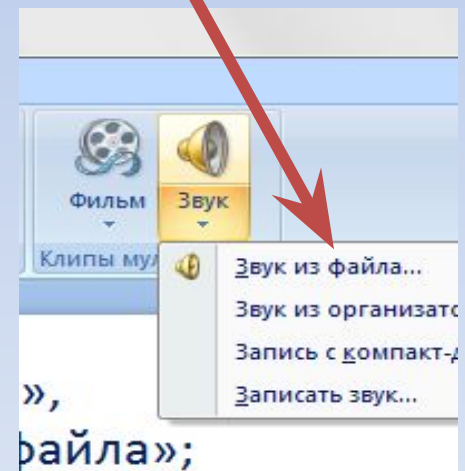 Фильм Звук
Клипы му
Звук из файла...
Звук из организато
Запись с компакт-д
Записать звук...
»,
файла»;